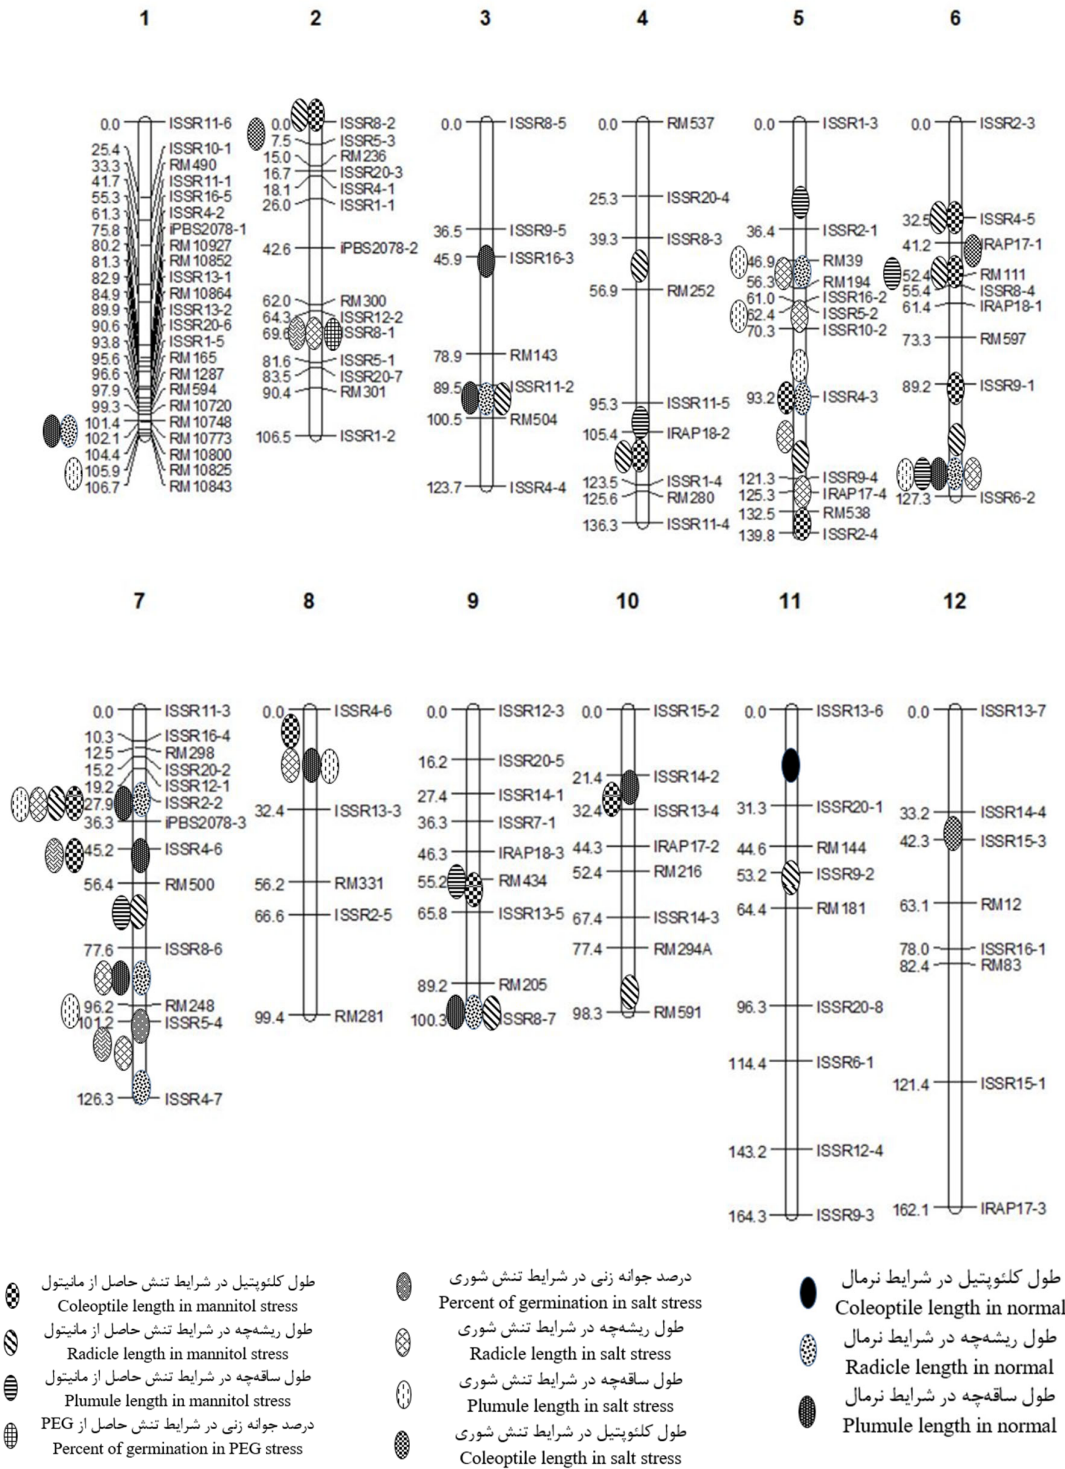 1 2 3 4 5 6
0.0 ISSR11-6
25.4 ISSR10-1
33.3 RM490
41.7 ISSR11-1
55.3 ISSR16-5
61.3 ISSR4-2
75.8 iPBS2078-1
80.2 RM10927
81.3 RM10852
82.9 ISSR13-1
84.9 RM10864
89.9 ISSR13-2
90.6 ISSR20-6
93.8 ISSR1-5
95.6 RM165
96.6 RM1287
97.9 RM594
99.3 RM10720
101.4 RM10748
102.1 RM10773
104.4 RM10800
105.9 RM10825
106.7 RM10843
0.0 ISSR8-2
7.5 ISSR5-3
15.0 RM236
16.7 ISSR20-3
18.1 ISSR4-1
26.0 ISSR1-1
42.6 iPBS2078-2
62.0 RM300
64.3 ISSR12-2
69.6 ISSR8-1
81.6 ISSR5-1
83.5 ISSR20-7
90.4 RM301
106.5 ISSR1-2
0.0 ISSR8-5
36.5 ISSR9-5
45.9 ISSR16-3
78.9 RM143
89.5 ISSR11-2
100.5 RM504
123.7 ISSR4-4
0.0 RM537
25.3 ISSR20-4
39.3 ISSR8-3
56.9 RM252
95.3 ISSR11-5
105.4 IRAP18-2
123.5 ISSR1-4
125.6 RM280
136.3 ISSR11-4
0.0 ISSR1-3
36.4 ISSR2-1
46.9 RM39
56.3 RM194
61.0 ISSR16-2
62.4 ISSR5-2
70.3 ISSR10-2
93.2 ISSR4-3
121.3 ISSR9-4
125.3 IRAP17-4
132.5 RM538
139.8 ISSR2-4
0.0 ISSR2-3
32.5 ISSR4-5
41.2 IRAP17-1
52.4 RM111
55.4 ISSR8-4
61.4 IRAP18-1
73.3 RM597
89.2 ISSR9-1
127.3 ISSR6-2
7 8 9 10 11 12
0.0 ISSR11-3
10.3 ISSR16-4
12.5 RM298
15.2 ISSR20-2
19.2 ISSR12-1
27.9 ISSR2-2
36.3 iPBS2078-3
45.2 ISSR4-6
56.4 RM500
77.6 ISSR8-6
96.2 RM248
101.2 ISSR5-4
126.3 ISSR4-7
0.0 ISSR4-6
32.4 ISSR13-3
56.2 RM331
66.6 ISSR2-5
99.4 RM281
0.0 ISSR12-3
16.2 ISSR20-5
27.4 ISSR14-1
36.3 ISSR7-1
46.3 IRAP18-3
55.2 RM434
65.8 ISSR13-5
89.2 RM205
100.3 SSR8-7
0.0 ISSR15-2
21.4 ISSR14-2
32.4 ISSR13-4
44.3 IRAP17-2
52.4 RM216
67.4 ISSR14-3
77.4 RM294A
98.3 RM591
0.0 ISSR13-6
31.3 ISSR20-1
44.6 RM144
53.2 ISSR9-2
64.4 RM181
96.3 ISSR20-8
114.4 ISSR6-1
143.2 ISSR12-4
164.3 ISSR9-3
0.0 ISSR13-7
33.2 ISSR14-4
42.3 ISSR15-3
63.1 RM12
78.0 ISSR16-1
82.4 RM83
121.4 ISSR15-1
162.1 IRAP17-3
طول کلئوپتیل در شرایط تنش حاصل از مانیتول
Coleoptile length in mannitol stress
طول ریشه‌چه در شرایط تنش حاصل از مانیتول
Radicle length in mannitol stress
طول ساقه‌چه در شرایط تنش حاصل از مانیتول
Plumule length in mannitol stress
درصد جوانه زنی در شرایط تنش حاصل از PEG
Percent of germination in PEG stress
درصد جوانه زنی در شرایط تنش شوری
Percent of germination in salt stress
طول ریشه‌چه در شرایط تنش شوری
Radicle length in salt stress
طول ساقه‌چه در شرایط تنش شوری
Plumule length in salt stress
طول کلئوپتیل در شرایط تنش شوری
Coleoptile length in salt stress
طول کلئوپتیل در شرایط نرمال
Coleoptile length in normal
طول ریشه‌چه در شرایط نرمال
Radicle length in normal
طول ساقه‌چه در شرایط نرمال
Plumule length in normal